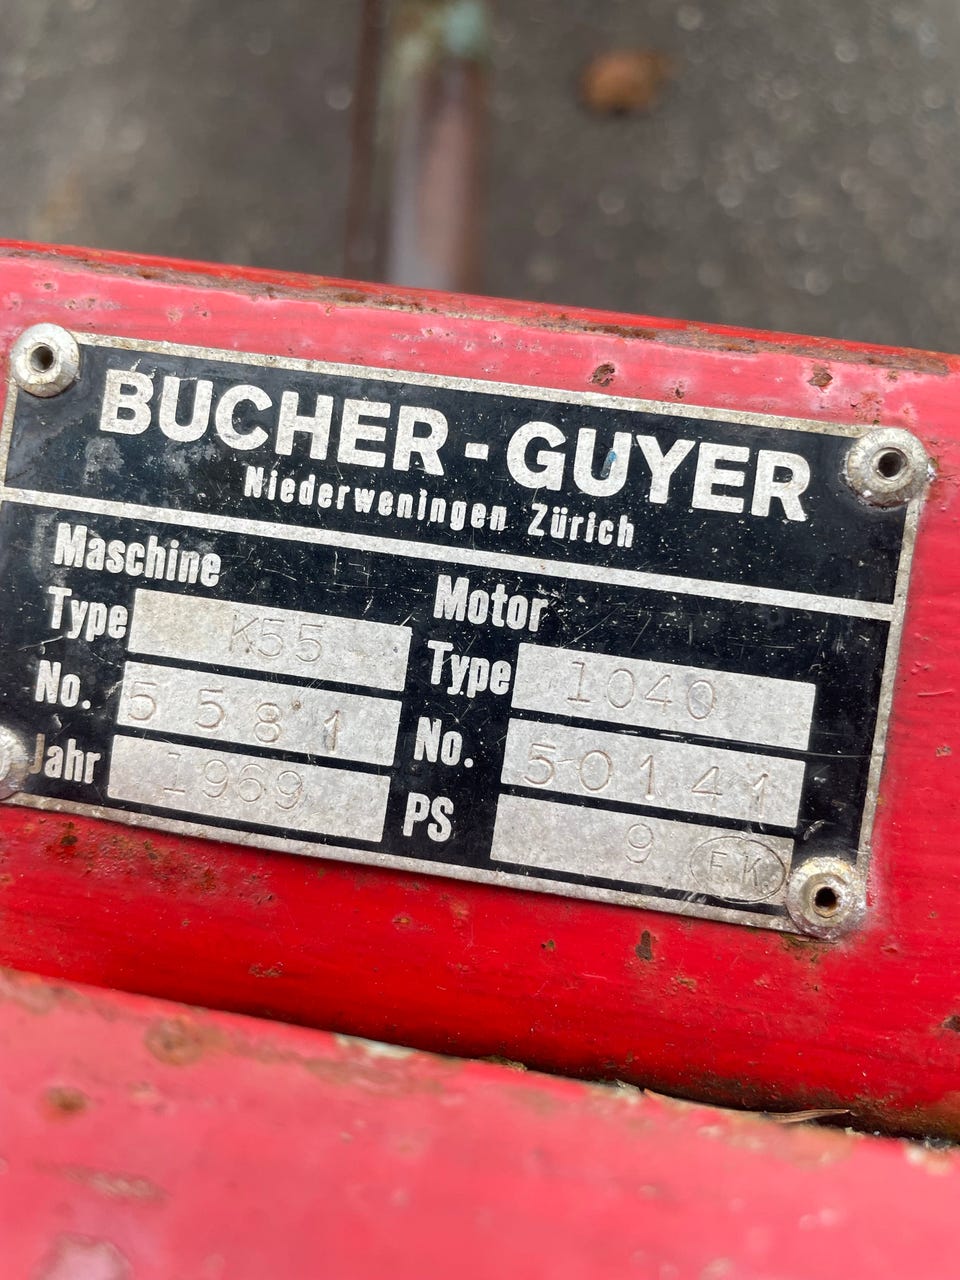 BUCHER-GUYER
Niederweningen Zürich
Maschine
Type K55
No. 5581
Jahr 1969
Motor
Type 1040
No. 50141
PS 9 F.K.